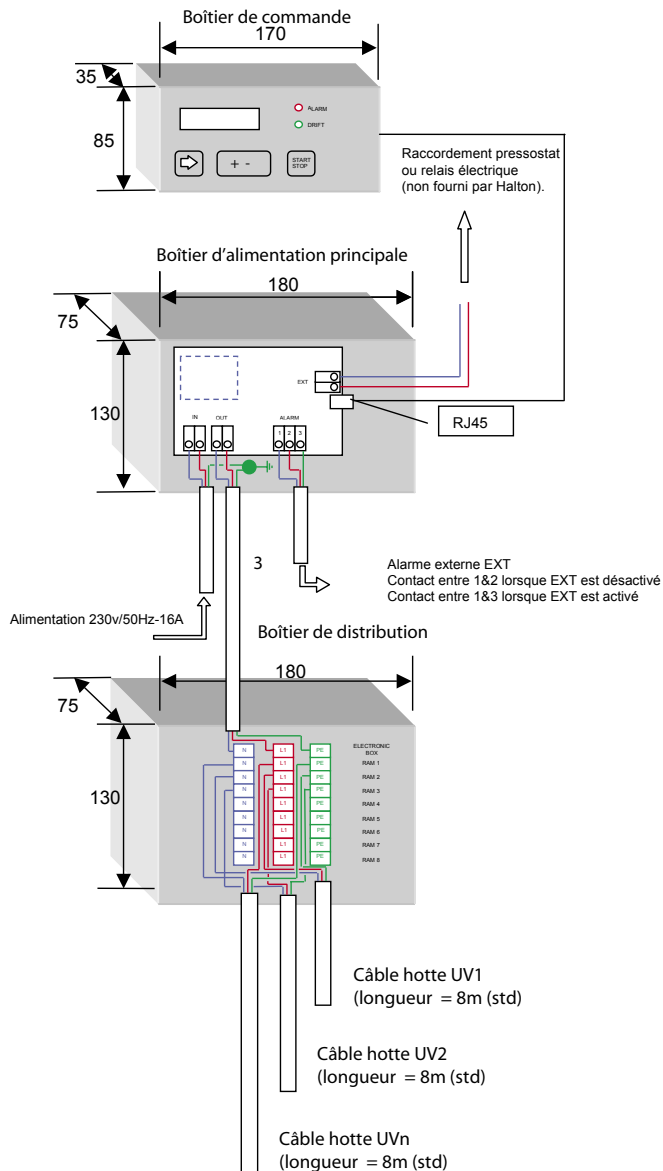 Boîtier de commande
170
35
ALARM
DRIFT
85
+ -
START
STOP
Raccordement pressostat
ou relais électrique
(non fourni par Halton).
Boîtier d'alimentation principale
180
75
EXT
130
IN
OUT
ALARM
1 2 3
RJ45
3
Alarme externe EXT
Contact entre 1&2 lorsque EXT est désactivé
Contact entre 1&3 lorsque EXT est activé
Alimentation 230v/50Hz-16A
Boîtier de distribution
180
75
130
N L1 PE ELECTRONIC
BOX
N L1 PE RAM 1
N L1 PE RAM 2
N L1 PE RAM 3
N L1 PE RAM 4
N L1 PE RAM 5
N L1 PE RAM 6
N L1 PE RAM 7
N L1 PE RAM 8
Câble hotte UV1
(longueur = 8m (std)
Câble hotte UV2
(longueur = 8m (std)
Câble hotte UVn
(longueur = 8m (std)